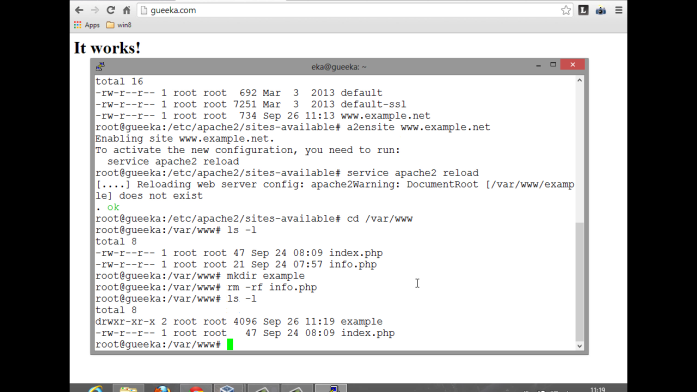 gueeka.com
Apps win8
It works!
eka@gueeka: ~
total 16
-rw-r--r-- 1 root root  692 Mar  3  2013 default
-rw-r--r-- 1 root root 7251 Mar  3  2013 default-ssl
-rw-r--r-- 1 root root  734 Sep 26 11:13 www.example.net
root@gueeka:/etc/apache2/sites-available# a2ensite www.example.net
Enabling site www.example.net.
To activate the new configuration, you need to run:
  service apache2 reload
root@gueeka:/etc/apache2/sites-available# service apache2 reload
[....] Reloading web server config: apache2Warning: DocumentRoot [/var/www/examp
le] does not exist
. ok
root@gueeka:/etc/apache2/sites-available# cd /var/www
root@gueeka:/var/www# ls -l
total 8
-rw-r--r-- 1 root root 47 Sep 24 08:09 index.php
-rw-r--r-- 1 root root 21 Sep 24 07:57 info.php
root@gueeka:/var/www# mkdir example
root@gueeka:/var/www# rm -rf info.php
root@gueeka:/var/www# ls -l
total 8
drwxr-xr-x 2 root root 4096 Sep 26 11:19 example
-rw-r--r-- 1 root root   47 Sep 24 08:09 index.php
root@gueeka:/var/www#
11:19